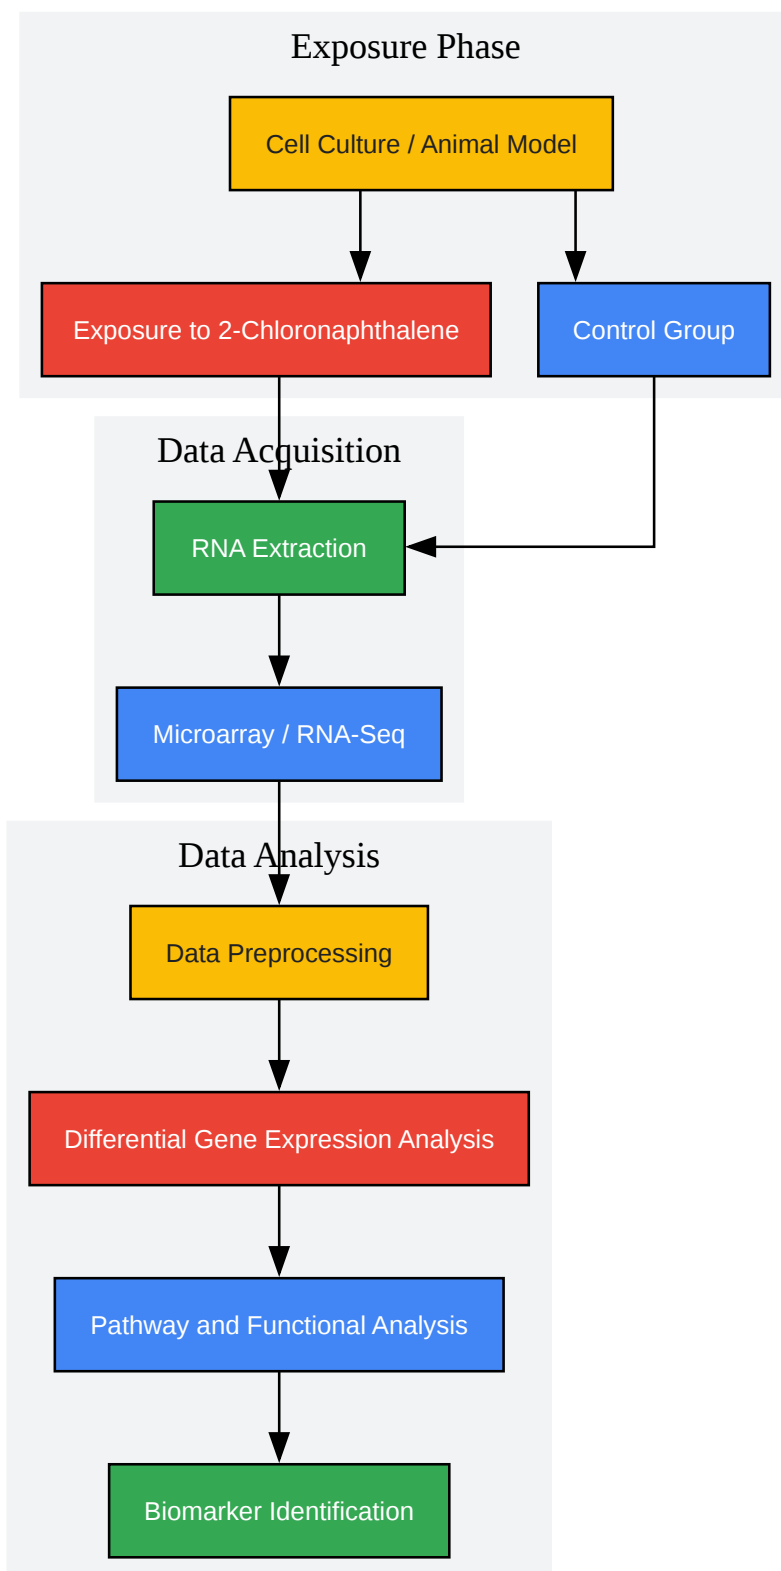 Exposure Phase
Cell Culture / Animal Model
Exposure to 2-Chloronaphthalene
Control Group
Data Acquisition
RNA Extraction
Microarray / RNA-Seq
Data Analysis
Data Preprocessing
Differential Gene Expression Analysis
Pathway and Functional Analysis
Biomarker Identification